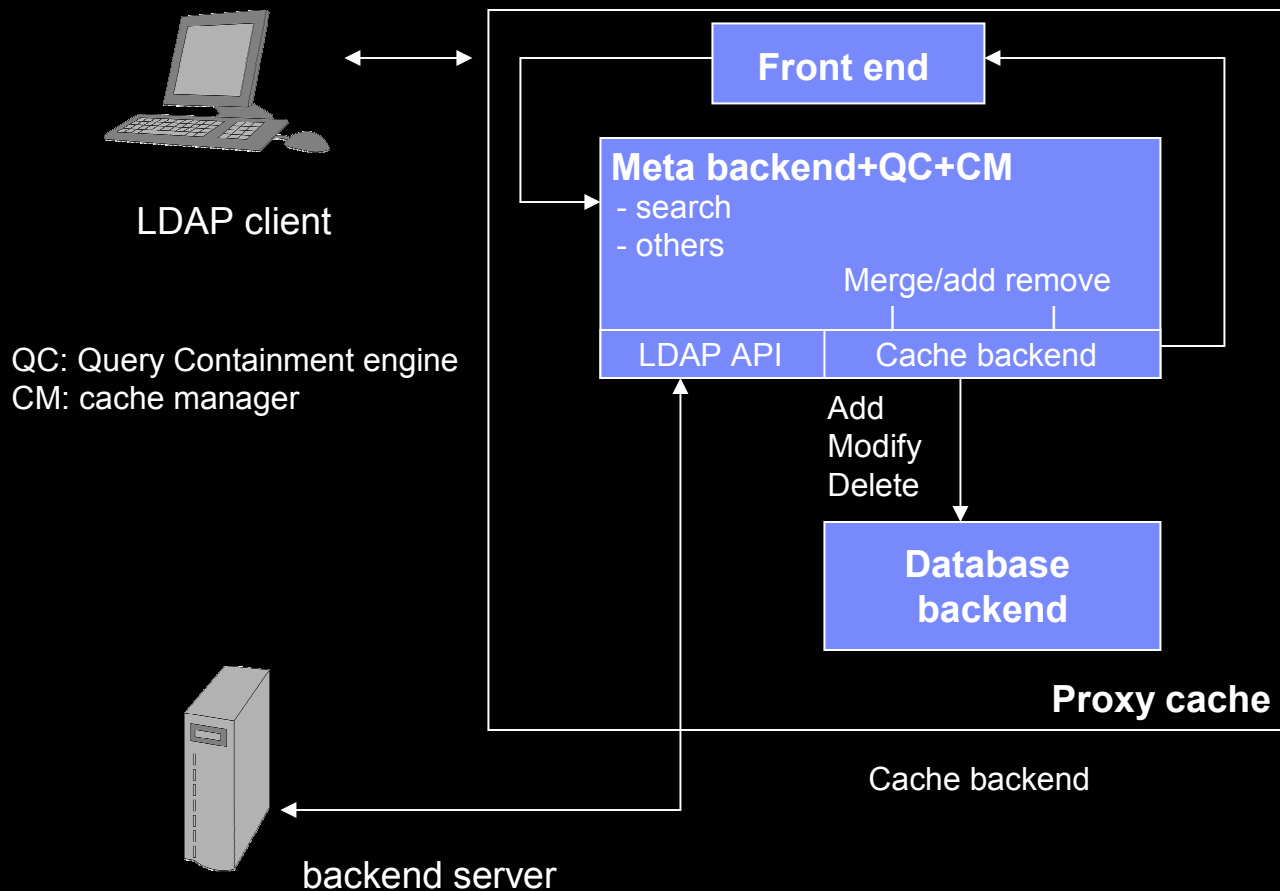 Front end
Meta backend+QC+CM
- search
- others
LDAP client
Merge/add remove
QC: Query Containment engine
CM: cache manager
LDAP API
Cache backend
Add
Modify
Delete
Database
backend
Proxy cache
Cache backend
backend server